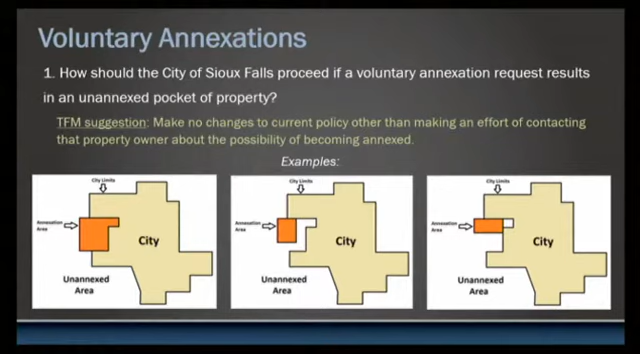 Voluntary Annexations
1. How should the City of Sioux Falls proceed if a voluntary annexation request results
in an unannexed pocket of property?
TFM suggestion: Make no changes to current policy other than making an effort of contacting
that property owner about the possibility of becoming annexed.
Examples:
City Limits
Annexation
Area
City
Unannexed
Area
City Limits
Annexation
Area
City
Unannexed
Area
City Limits
Annexation
Area
City
Unannexed
Area